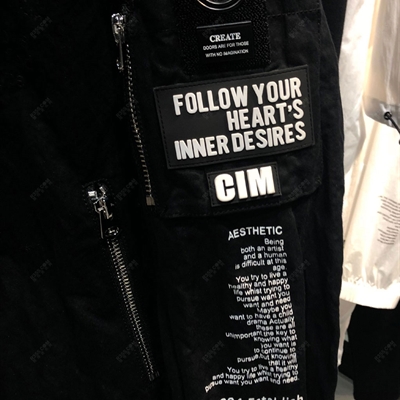 CREATE
DOORS ARE FOR THOSE
WITH NO IMAGINATION
FOLLOW YOUR
HEART'S
INNER DESIRES
CIM
AESTHETIC
Being
both an artist
and a human
is difficult at this
age.
You try to live a
healthy and happy
life whist trying to
pursue want you
want and need
Maybe you
want to have a child
drama Actually
these are all
unimportant the key to
knowing what
you want is
to continue to
pursue but knowing
that it will
You try to live a healthy
and happy life whist trying to
pursue want you want and need.